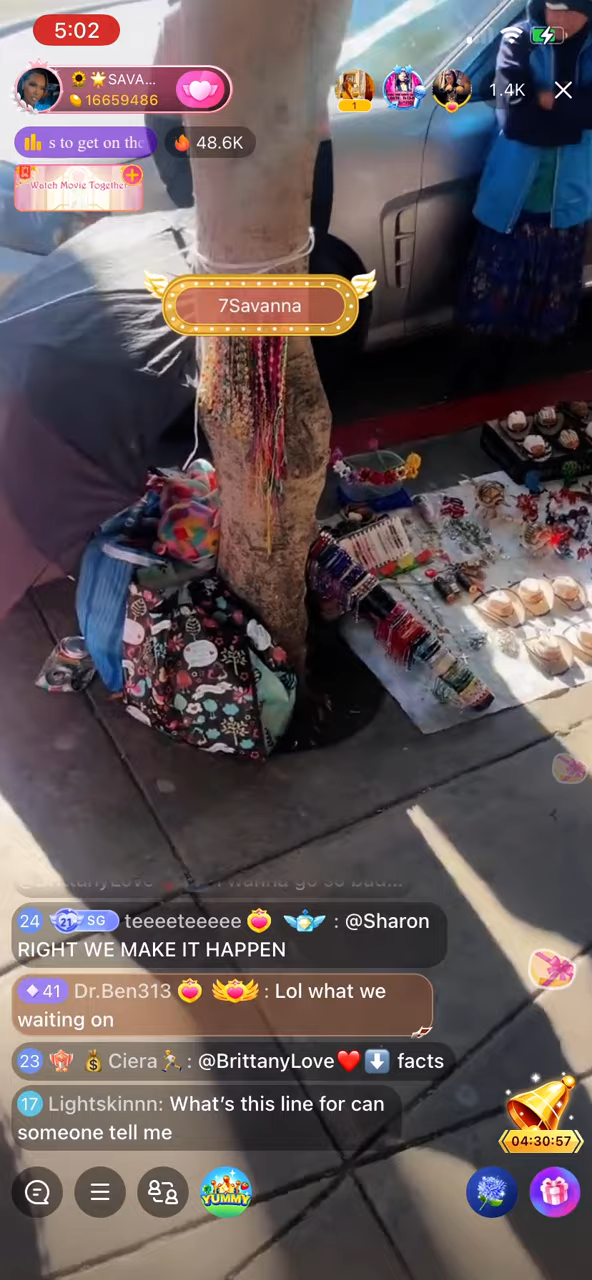 5:02
🌻🌟SAVA...
16659486
1
1.4K
s to get on the
48.6K
Watch Movie Together
7Savanna
24 21 SG teeeeteeeee : @Sharon
RIGHT WE MAKE IT HAPPEN
41 Dr.Ben313 : Lol what we
waiting on
23 💰 Ciera🏃 : @BrittanyLove❤️⬇️ facts
17 Lightskinnn: What's this line for can
someone tell me
04:30:57
YUMMY